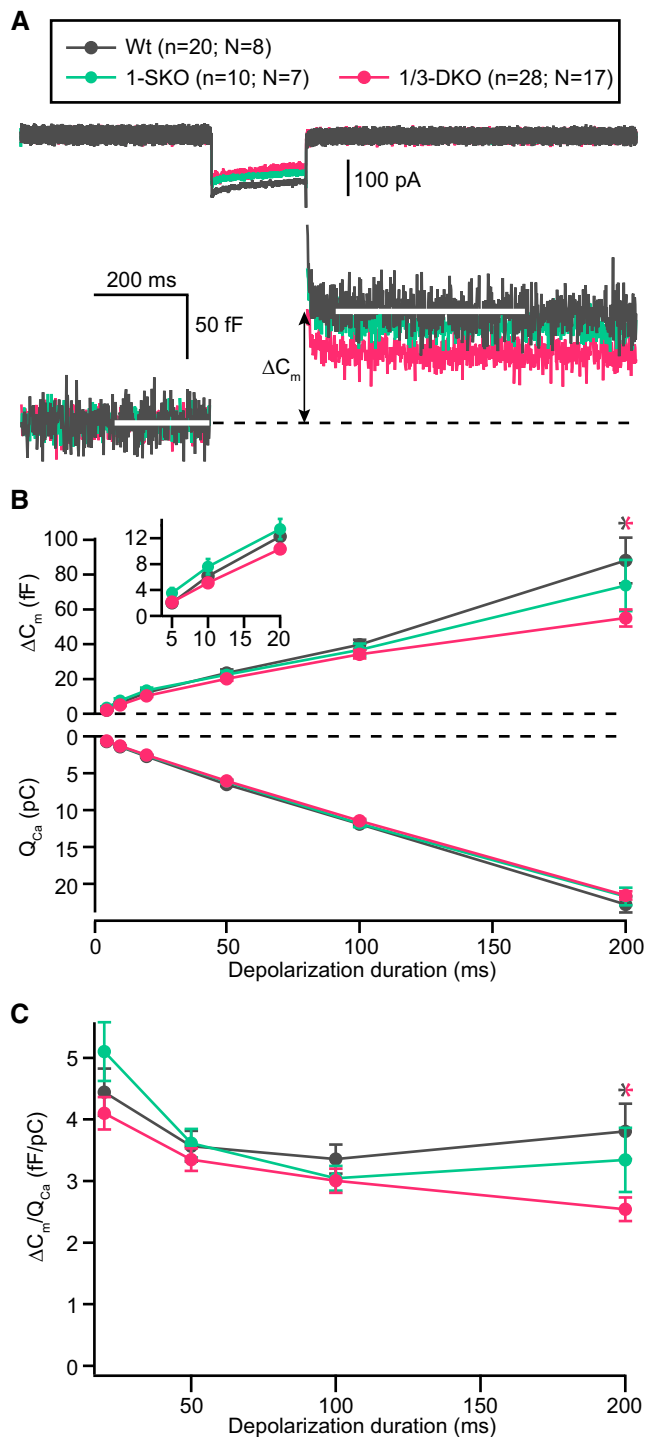 A
Wt (n=20; N=8)
1-SKO (n=10; N=7) 1/3-DKO (n=28; N=17)
100 pA
200 ms
50 fF
ΔCm
B
*
100
80
60
40
20
0
ΔCm (fF)
12
8
4
0
5 10 15 20
0
5
10
15
20
QCa (pC)
0 50 100 150 200
Depolarization duration (ms)
C
*
5
4
3
2
1
0
ΔCm/QCa (fF/pC)
50 100 150 200
Depolarization duration (ms)